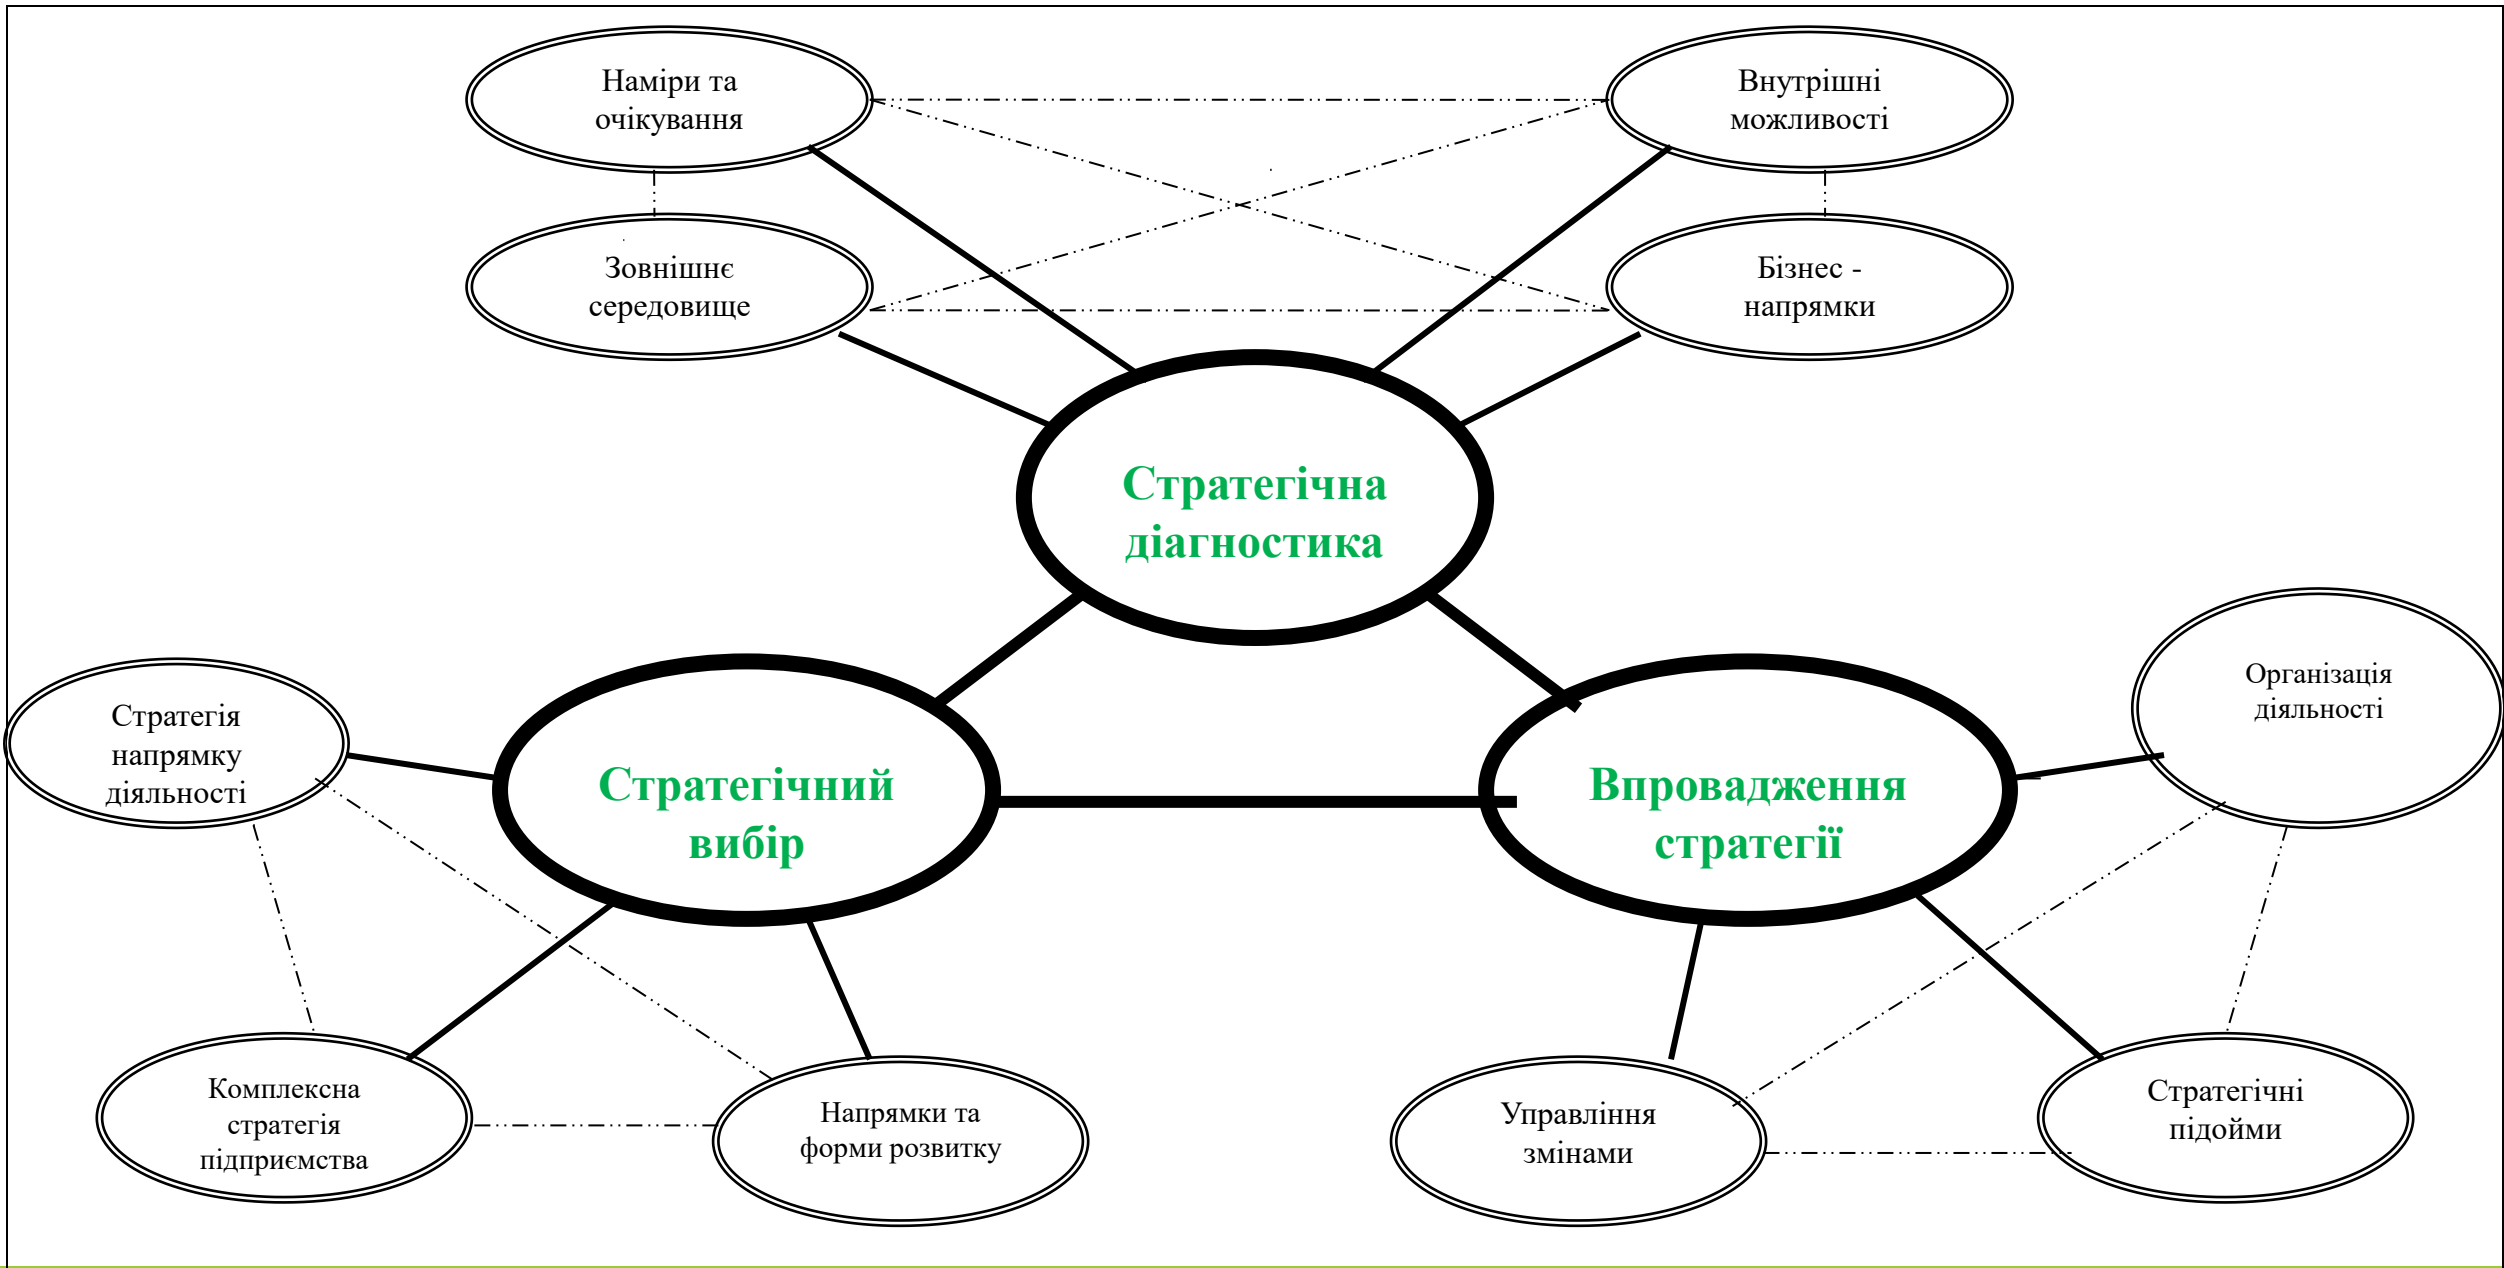 Наміри та
очікування
Внутрішні
можливості
Зовнішнє
середовище
Бізнес -
напрямки
Стратегічна
діагностика
Стратегія
напрямку
діяльності
Стратегічний
вибір
Впровадження
стратегії
Організація
діяльності
Комплексна
стратегія
підприємства
Напрямки та
форми розвитку
Управління
змінами
Стратегічні
підойми